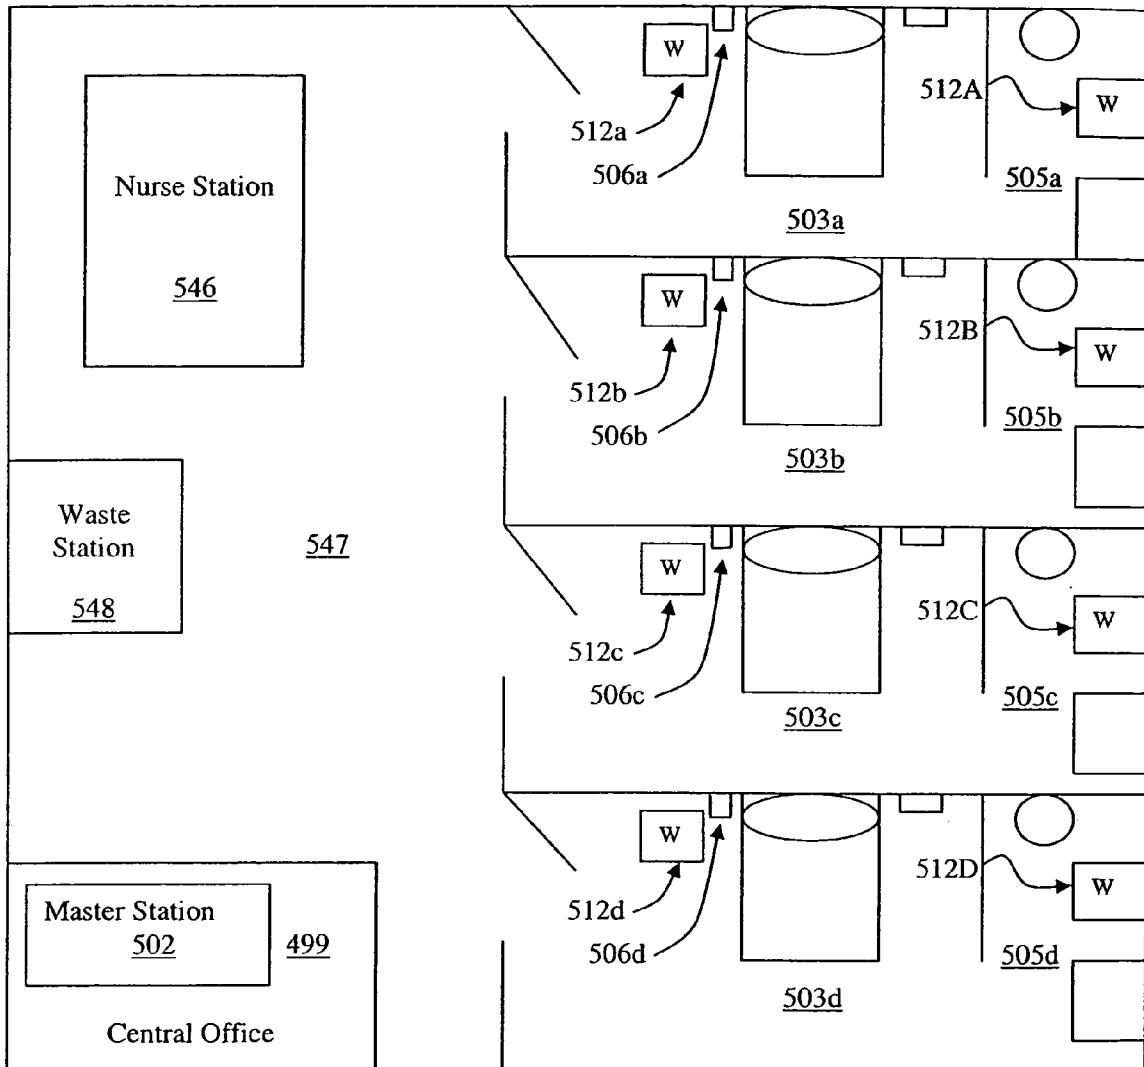 Nurse Station
546
Waste
Station
548
547
Master Station
502
499
Central Office
W
512a
506a
503a
512A
W
505a
W
512b
506b
503b
512B
W
505b
W
512c
506c
503c
512C
W
505c
W
512d
506d
503d
512D
W
505d